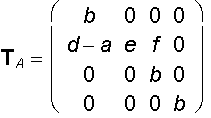 b 0 0 0
d – a e f 0
T_A =
0 0 b 0
0 0 0 b